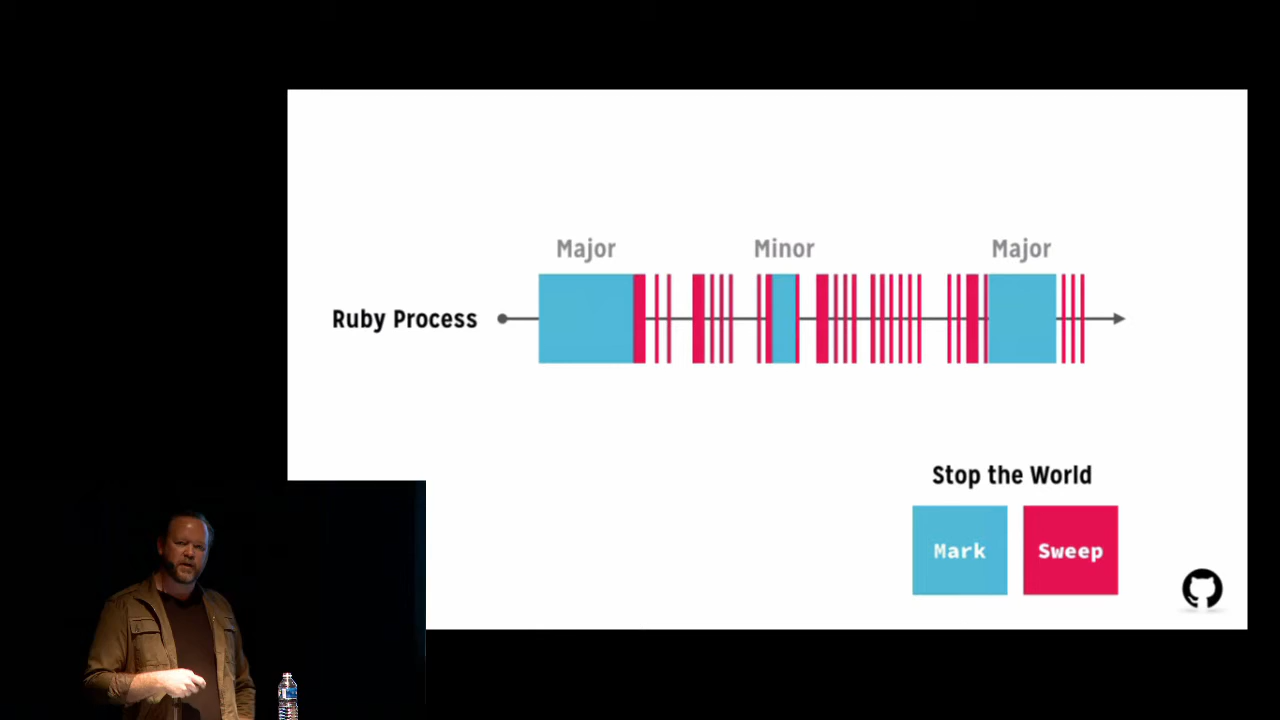 Major
Minor
Major
Ruby Process
Stop the World
Mark
Sweep